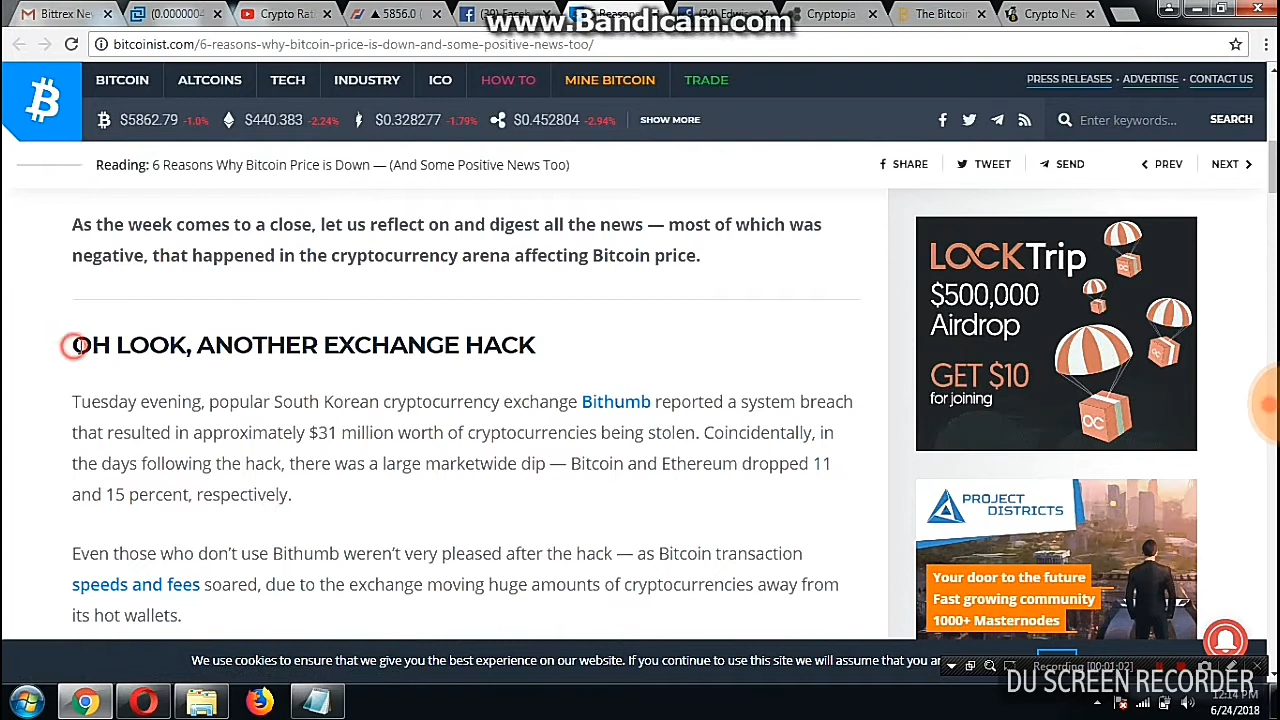 Bittrex Ne
(0.0000004
Crypto Rati
▲ 5856.0 (
www.Bandicam.com
Cryptopia
The Bitcoin
Crypto Ne
bitcoinist.com/6-reasons-why-bitcoin-price-is-down-and-some-positive-news-too/
BITCOIN ALTCOINS TECH INDUSTRY ICO HOW TO MINE BITCOIN TRADE
PRESS RELEASES · ADVERTISE · CONTACT US
$5862.79 -1.0% $440.383 -2.24% $0.328277 -1.79% $0.452804 -2.94% SHOW MORE
Enter keywords... SEARCH
Reading: 6 Reasons Why Bitcoin Price is Down — (And Some Positive News Too)
SHARE TWEET SEND PREV NEXT
As the week comes to a close, let us reflect on and digest all the news — most of which was
negative, that happened in the cryptocurrency arena affecting Bitcoin price.
OH LOOK, ANOTHER EXCHANGE HACK
Tuesday evening, popular South Korean cryptocurrency exchange Bithumb reported a system breach
that resulted in approximately $31 million worth of cryptocurrencies being stolen. Coincidentally, in
the days following the hack, there was a large marketwide dip — Bitcoin and Ethereum dropped 11
and 15 percent, respectively.
Even those who don't use Bithumb weren't very pleased after the hack — as Bitcoin transaction
speeds and fees soared, due to the exchange moving huge amounts of cryptocurrencies away from
its hot wallets.
LOCKTrip
$500,000
Airdrop
GET $10
for joining
OC
OC
PROJECT
DISTRICTS
Your door to the future
Fast growing community
1000+ Masternodes
We use cookies to ensure that we give you the best experience on our website. If you continue to use this site we will assume that you ar
Recording [00:01:02]
DU SCREEN RECORDER
12:14 PM
6/24/2018